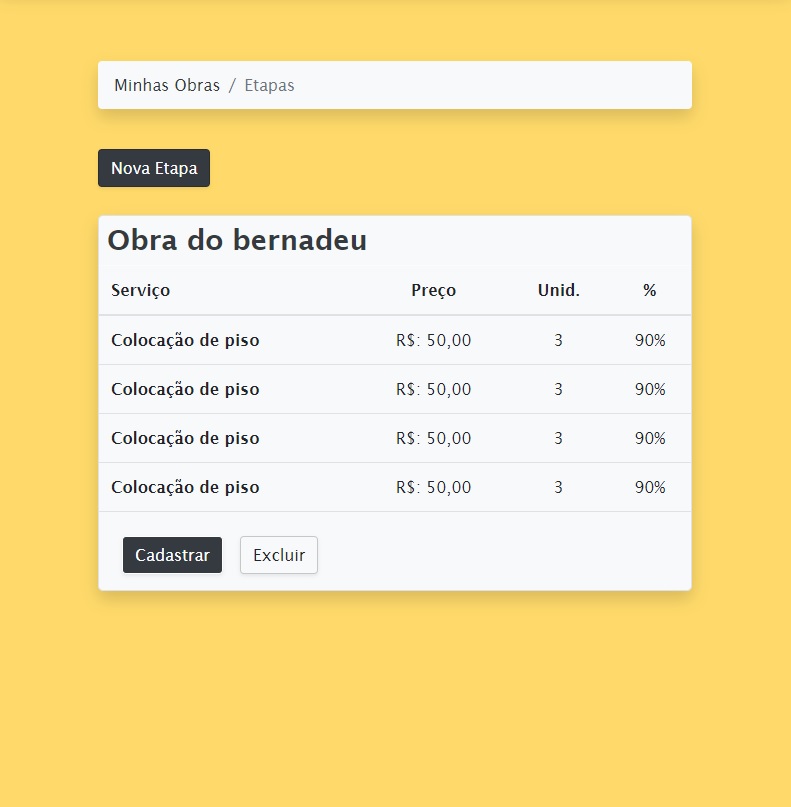 Minhas Obras / Etapas
Nova Etapa
Obra do bernadeu
Serviço Preço Unid. %
Colocação de piso R$: 50,00 3 90%
Colocação de piso R$: 50,00 3 90%
Colocação de piso R$: 50,00 3 90%
Colocação de piso R$: 50,00 3 90%
Cadastrar Excluir